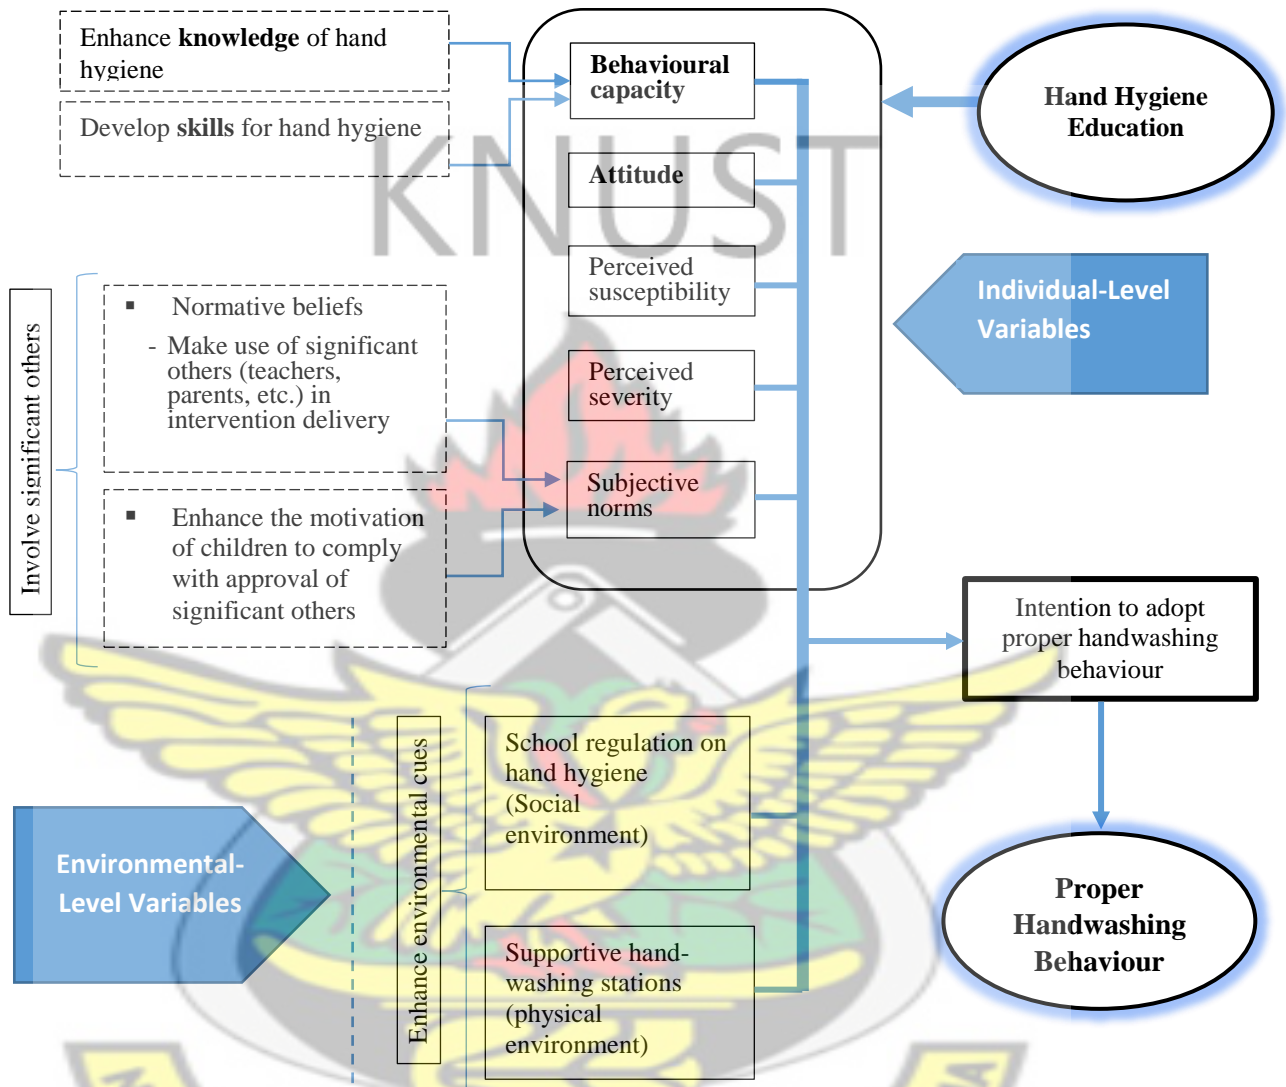 Enhance knowledge of hand
hygiene
Develop skills for hand hygiene
Behavioural
capacity
Attitude
Perceived
susceptibility
Perceived
severity
Subjective
norms
Hand Hygiene
Education
KNUST
Individual-Level
Variables
Involve significant others
▪ Normative beliefs
- Make use of significant
others (teachers,
parents, etc.) in
intervention delivery
▪ Enhance the motivation
of children to comply
with approval of
significant others
Intention to adopt
proper handwashing
behaviour
Environmental-
Level Variables
Enhance environmental cues
School regulation on
hand hygiene
(Social
environment)
Supportive hand-
washing stations
(physical
environment)
Proper
Handwashing
Behaviour